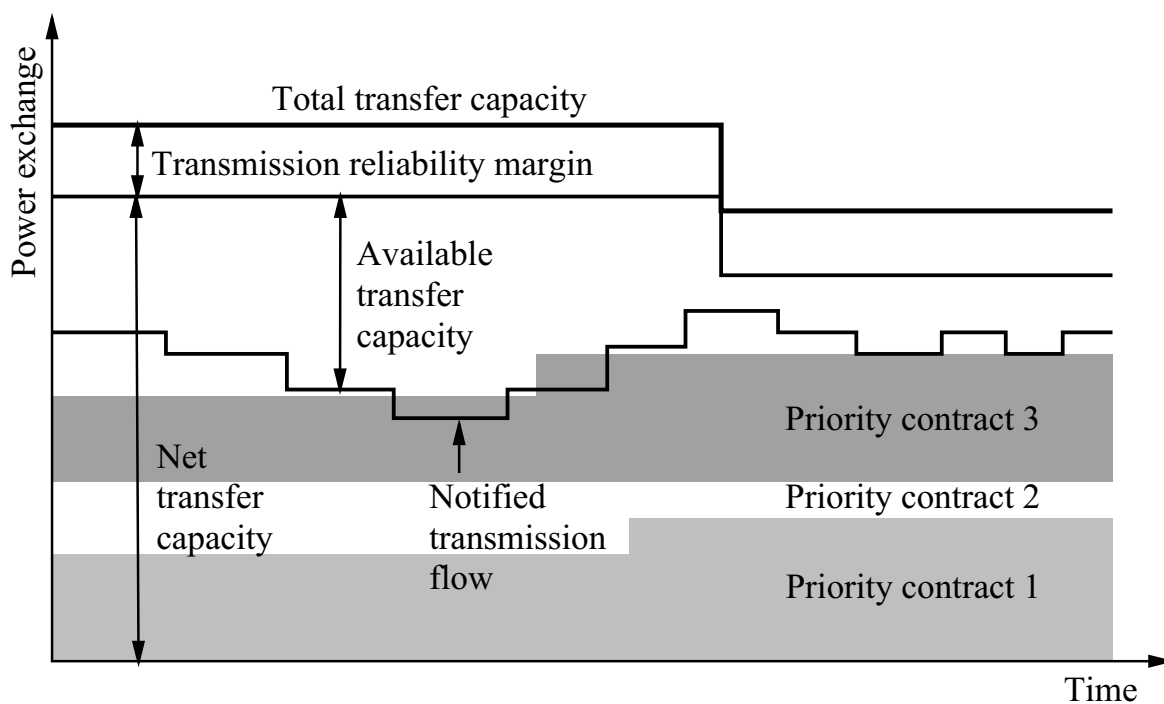 Power exchange
Total transfer capacity
Transmission reliability margin
Available
transfer
capacity
Priority contract 3
Net
transfer
capacity
Notified
transmission
flow
Priority contract 2
Priority contract 1
Time